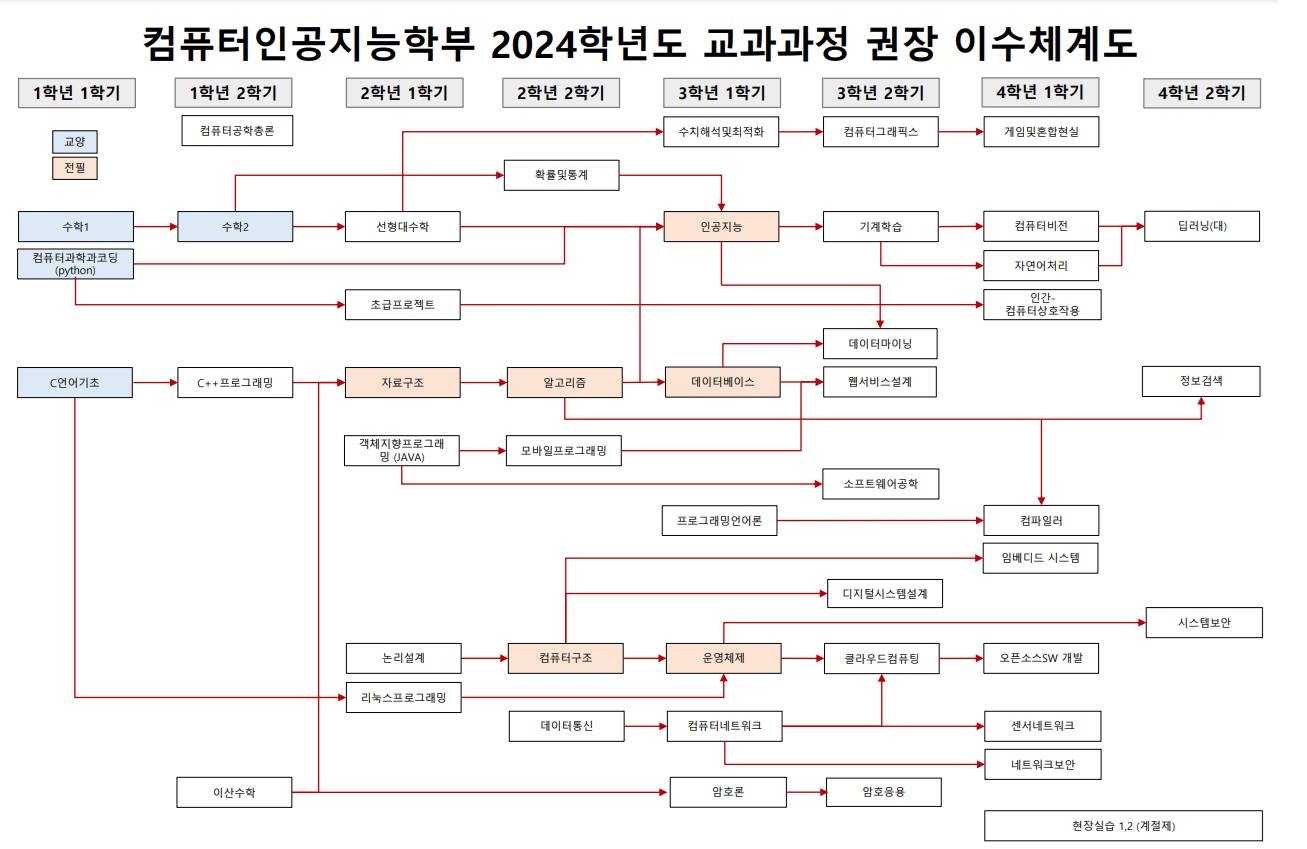 컴퓨터인공지능학부 2024학년도 교과과정 권장 이수체계도
1학년 1학기
1학년 2학기
2학년 1학기
2학년 2학기
3학년 1학기
3학년 2학기
4학년 1학기
4학년 2학기
컴퓨터공학총론
수치해석및최적화
컴퓨터그래픽스
게임및혼합현실
교양
전필
확률및통계
수학1
수학2
선형대수학
인공지능
기계학습
컴퓨터비전
딥러닝(대)
컴퓨터과학과코딩
(python)
자연어처리
초급프로젝트
인간-
컴퓨터상호작용
데이터마이닝
C언어기초
C++프로그래밍
자료구조
알고리즘
데이터베이스
웹서비스설계
정보검색
객체지향프로그래
밍 (JAVA)
모바일프로그래밍
소프트웨어공학
프로그래밍언어론
컴파일러
임베디드 시스템
디지털시스템설계
시스템보안
논리설계
컴퓨터구조
운영체제
클라우드컴퓨팅
오픈소스SW 개발
리눅스프로그래밍
데이터통신
컴퓨터네트워크
센서네트워크
네트워크보안
이산수학
암호론
암호응용
현장실습 1,2 (계절제)